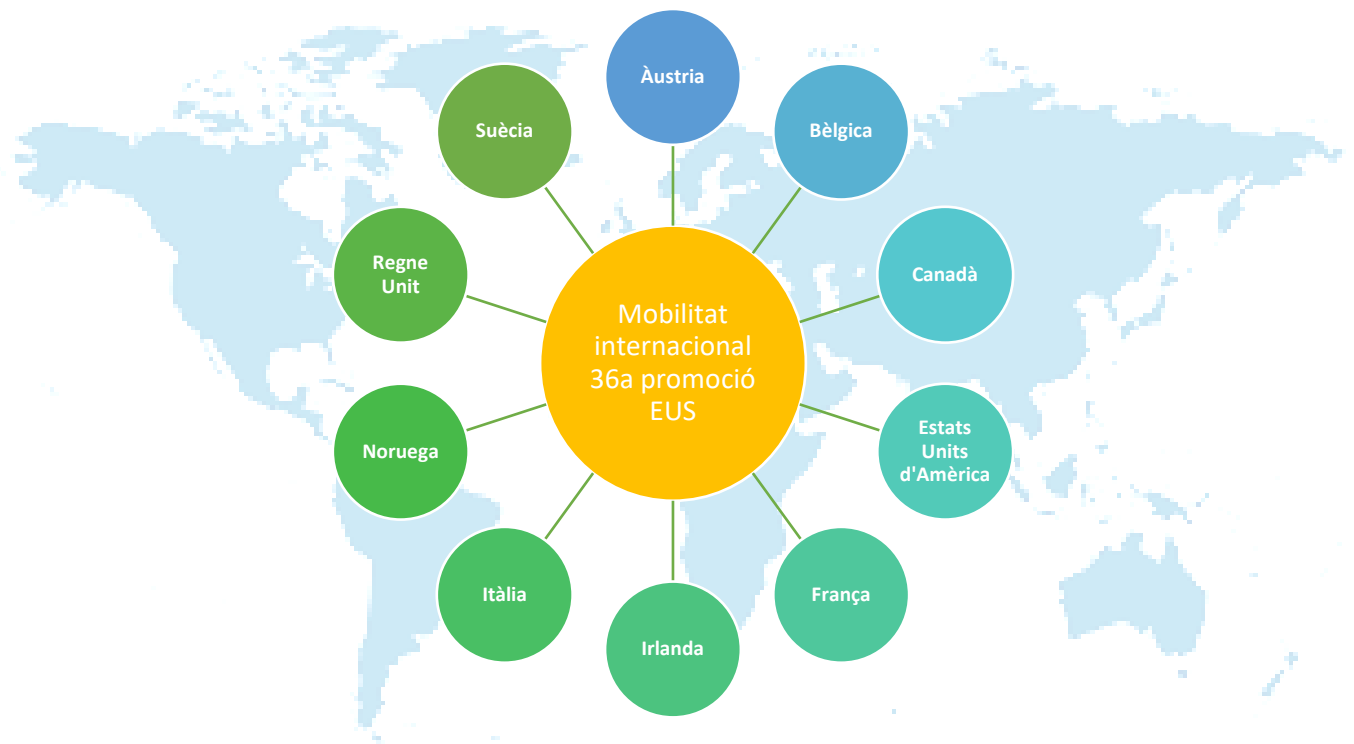 Àustria
Bèlgica
Canadà
Estats
Units
d'Amèrica
França
Irlanda
Itàlia
Noruega
Regne
Unit
Suècia
Mobilitat
internacional
36a promoció
EUS